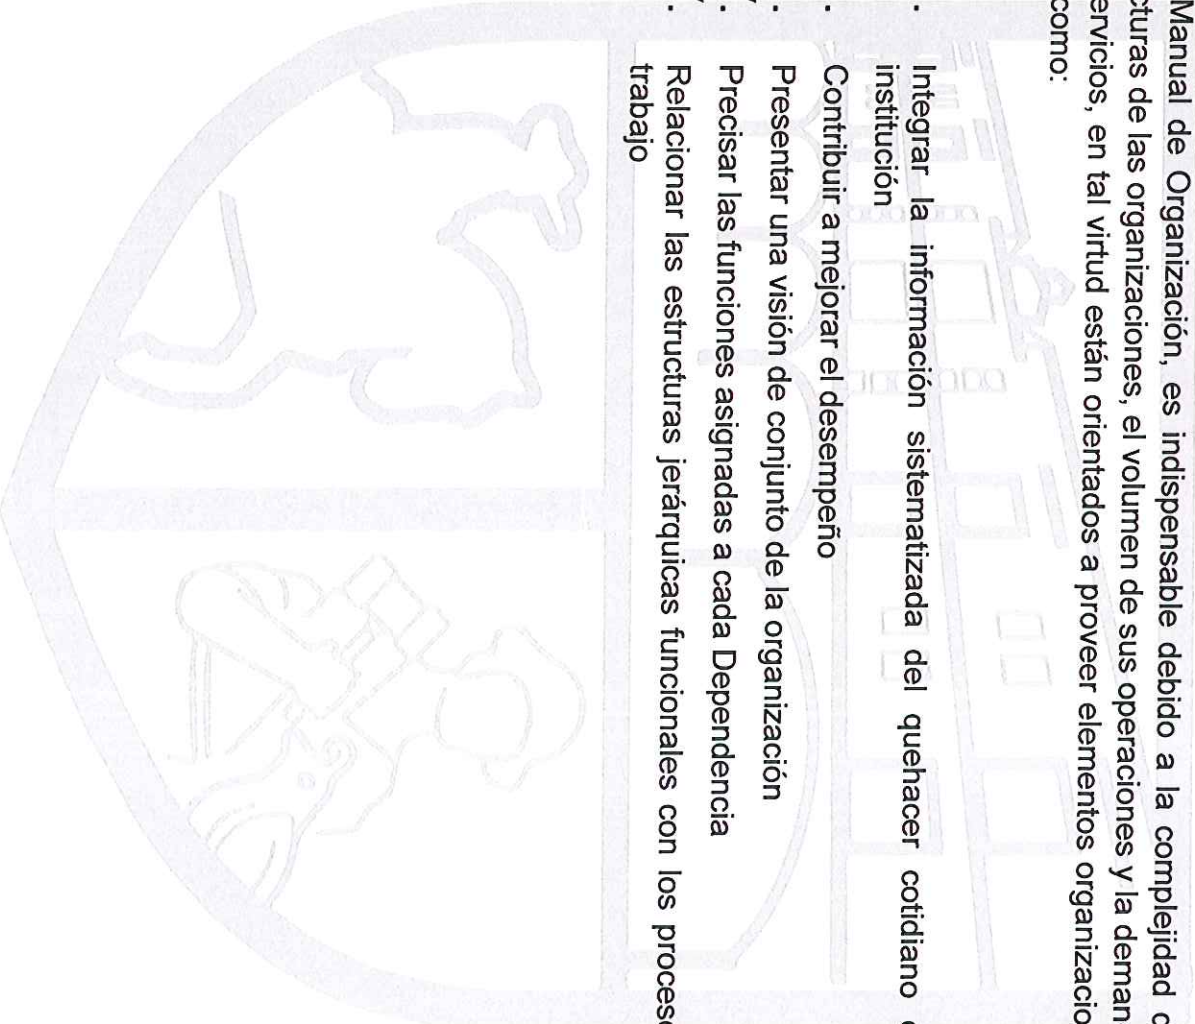 Manual de Organización, es indispensable debido a la complejidad
cturas de las organizaciones, el volumen de sus operaciones y la deman
ervicios, en tal virtud están orientados a proveer elementos organizacio
como:
. Integrar la información sistematizada del quehacer cotidiano
institución
. Contribuir a mejorar el desempeño
. Presentar una visión de conjunto de la organización
. Precisar las funciones asignadas a cada Dependencia
. Relacionar las estructuras jerárquicas funcionales con los proceso
trabajo